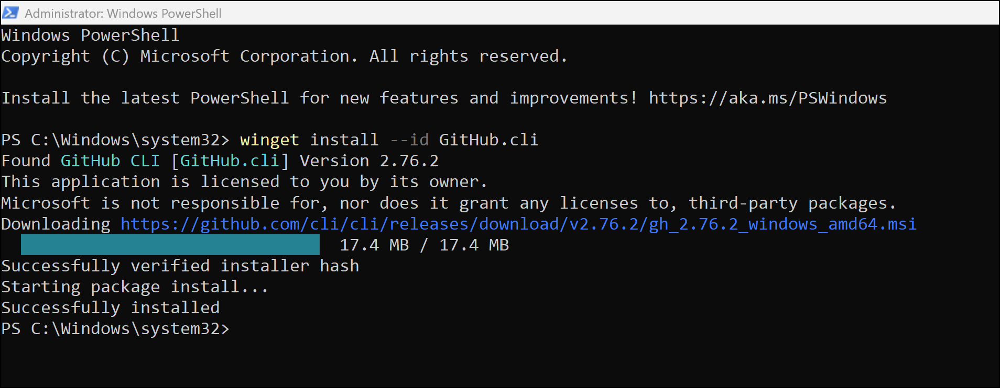 Administrator: Windows PowerShell
Windows PowerShell
Copyright (C) Microsoft Corporation. All rights reserved.
Install the latest PowerShell for new features and improvements! https://aka.ms/PSWindows
PS C:\Windows\system32> winget install --id GitHub.cli
Found GitHub CLI [GitHub.cli] Version 2.76.2
This application is licensed to you by its owner.
Microsoft is not responsible for, nor does it grant any licenses to, third-party packages.
Downloading https://github.com/cli/cli/releases/download/v2.76.2/gh_2.76.2_windows_amd64.msi
17.4 MB / 17.4 MB
Successfully verified installer hash
Starting package install...
Successfully installed
PS C:\Windows\system32>